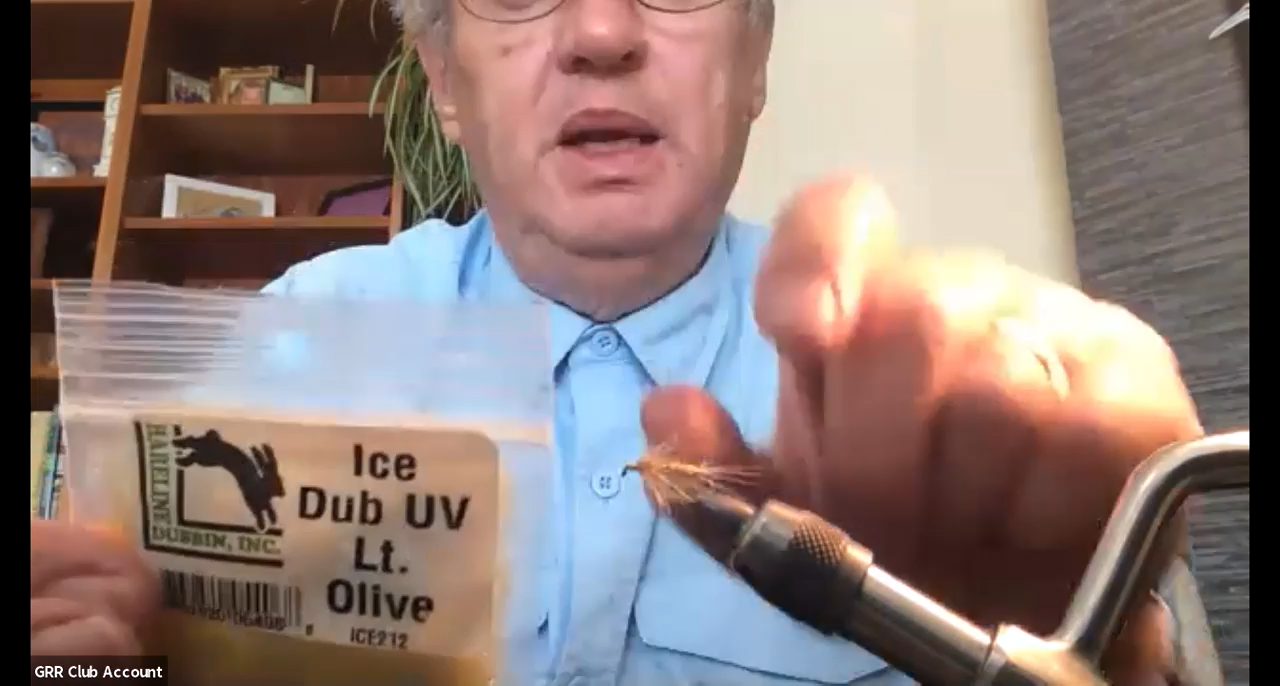 HARELINE
DUBBIN, INC.
Ice
Dub UV
Lt.
Olive
ICE212
GRR Club Account